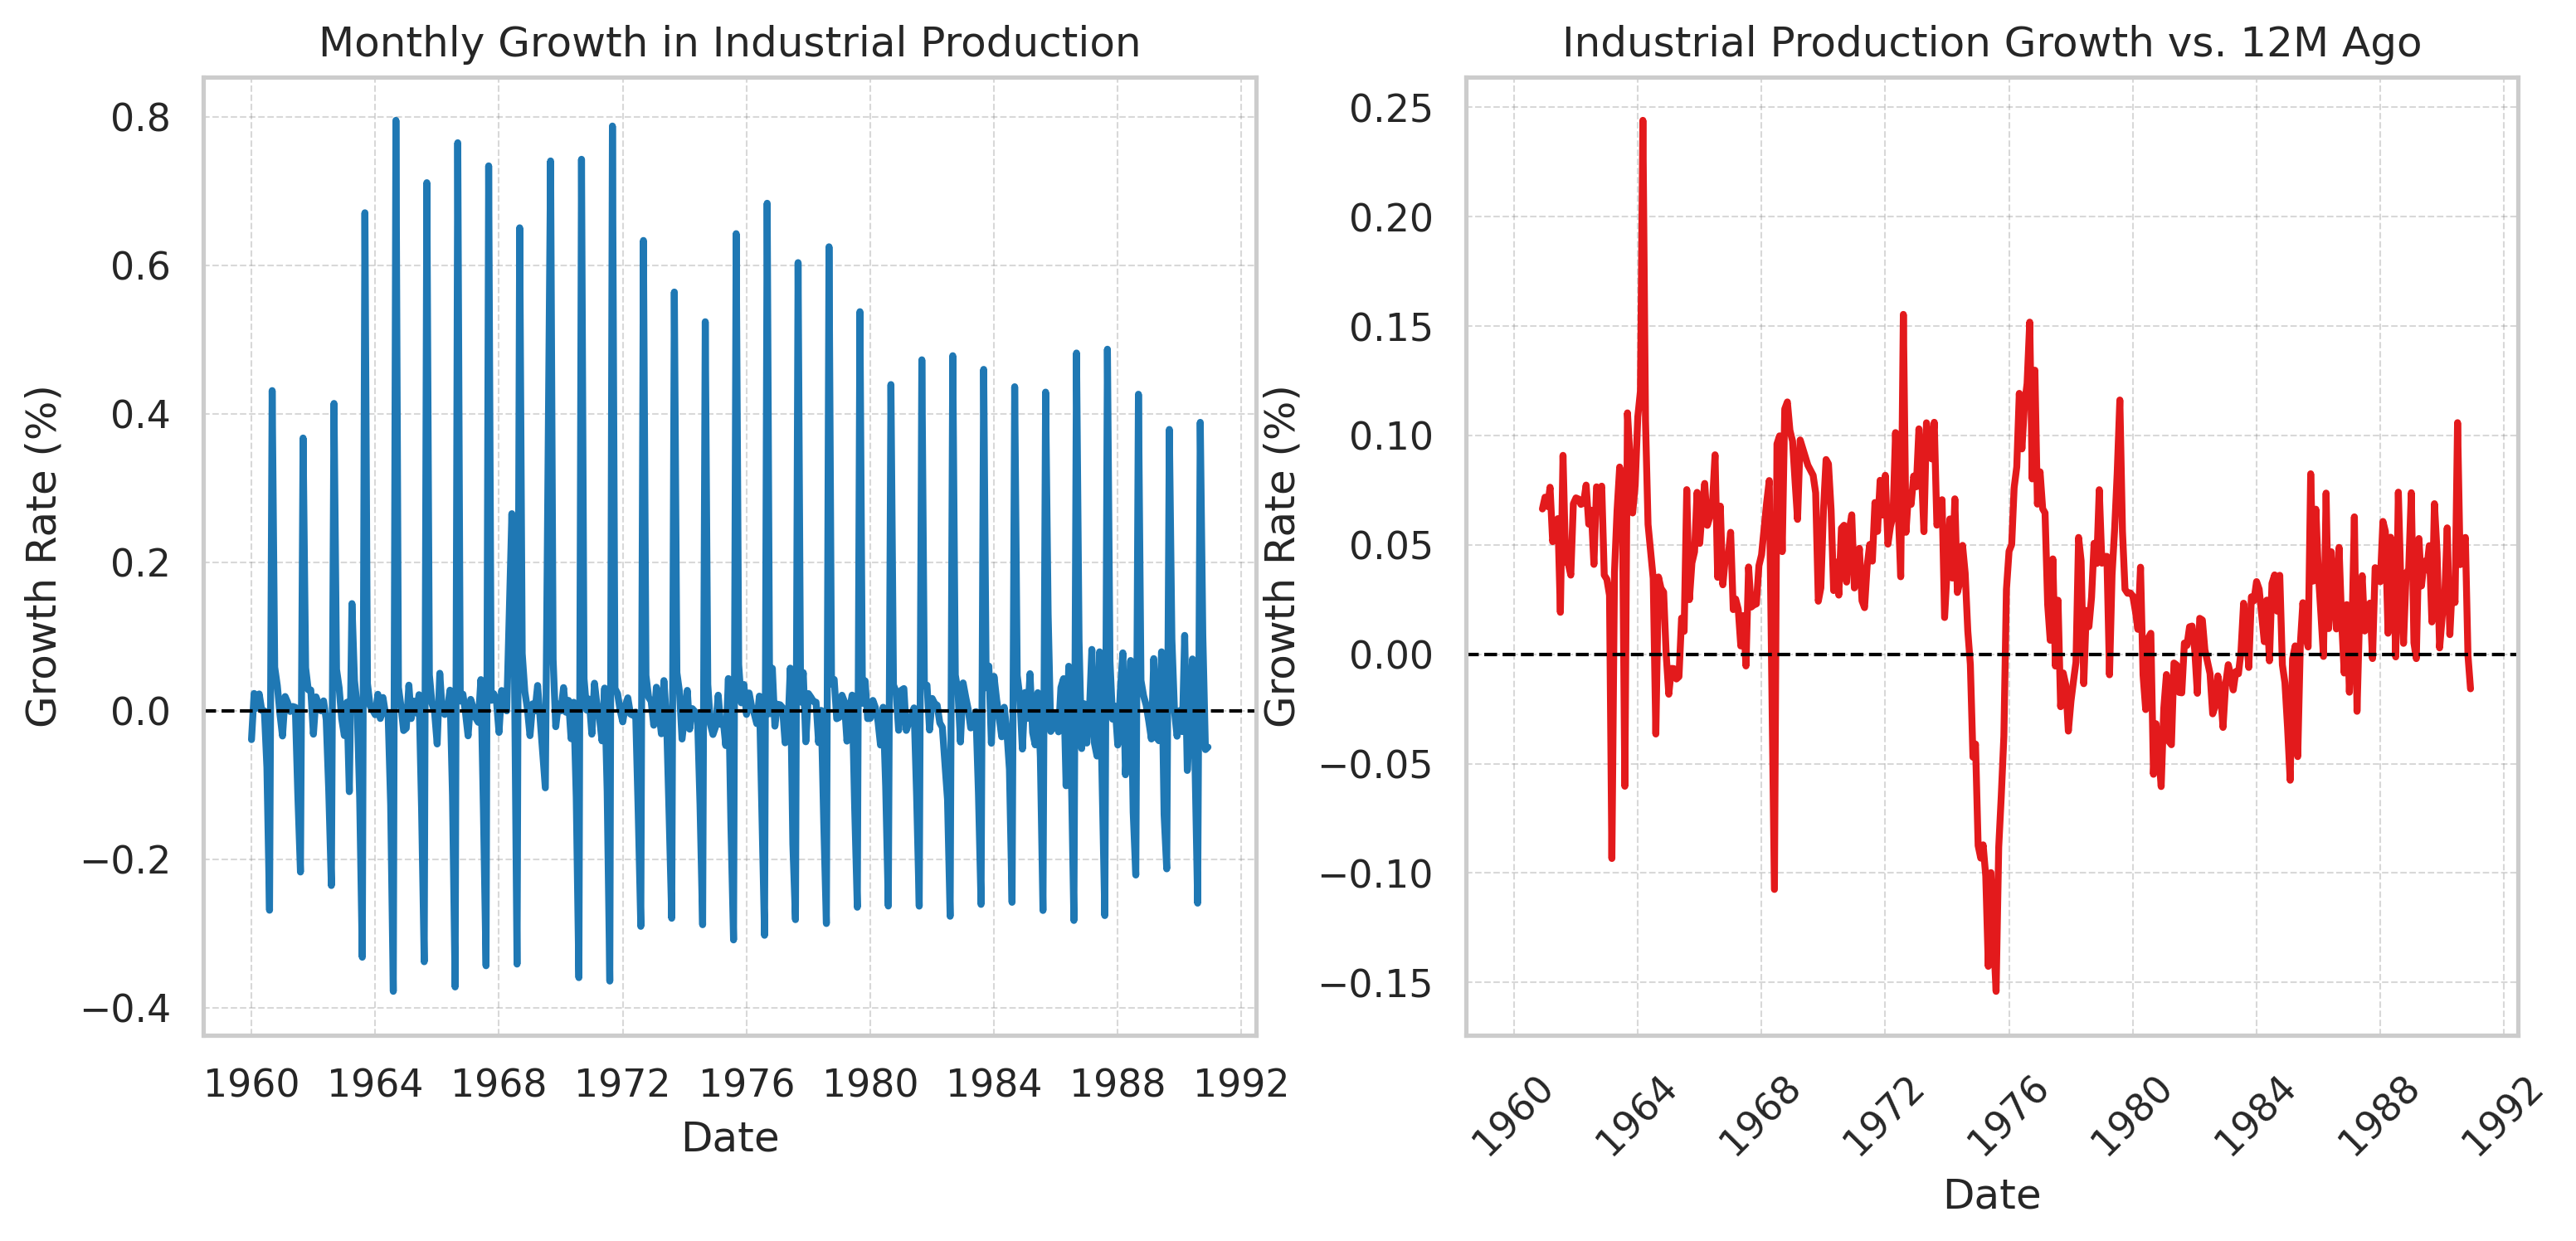 Monthly Growth in Industrial Production
Growth Rate (%)
0.8
0.6
0.4
0.2
0.0
−0.2
−0.4
1960 1964 1968 1972 1976 1980 1984 1988 1992
Date
Industrial Production Growth vs. 12M Ago
Growth Rate (%)
0.25
0.20
0.15
0.10
0.05
0.00
−0.05
−0.10
−0.15
1960 1964 1968 1972 1976 1980 1984 1988 1992
Date